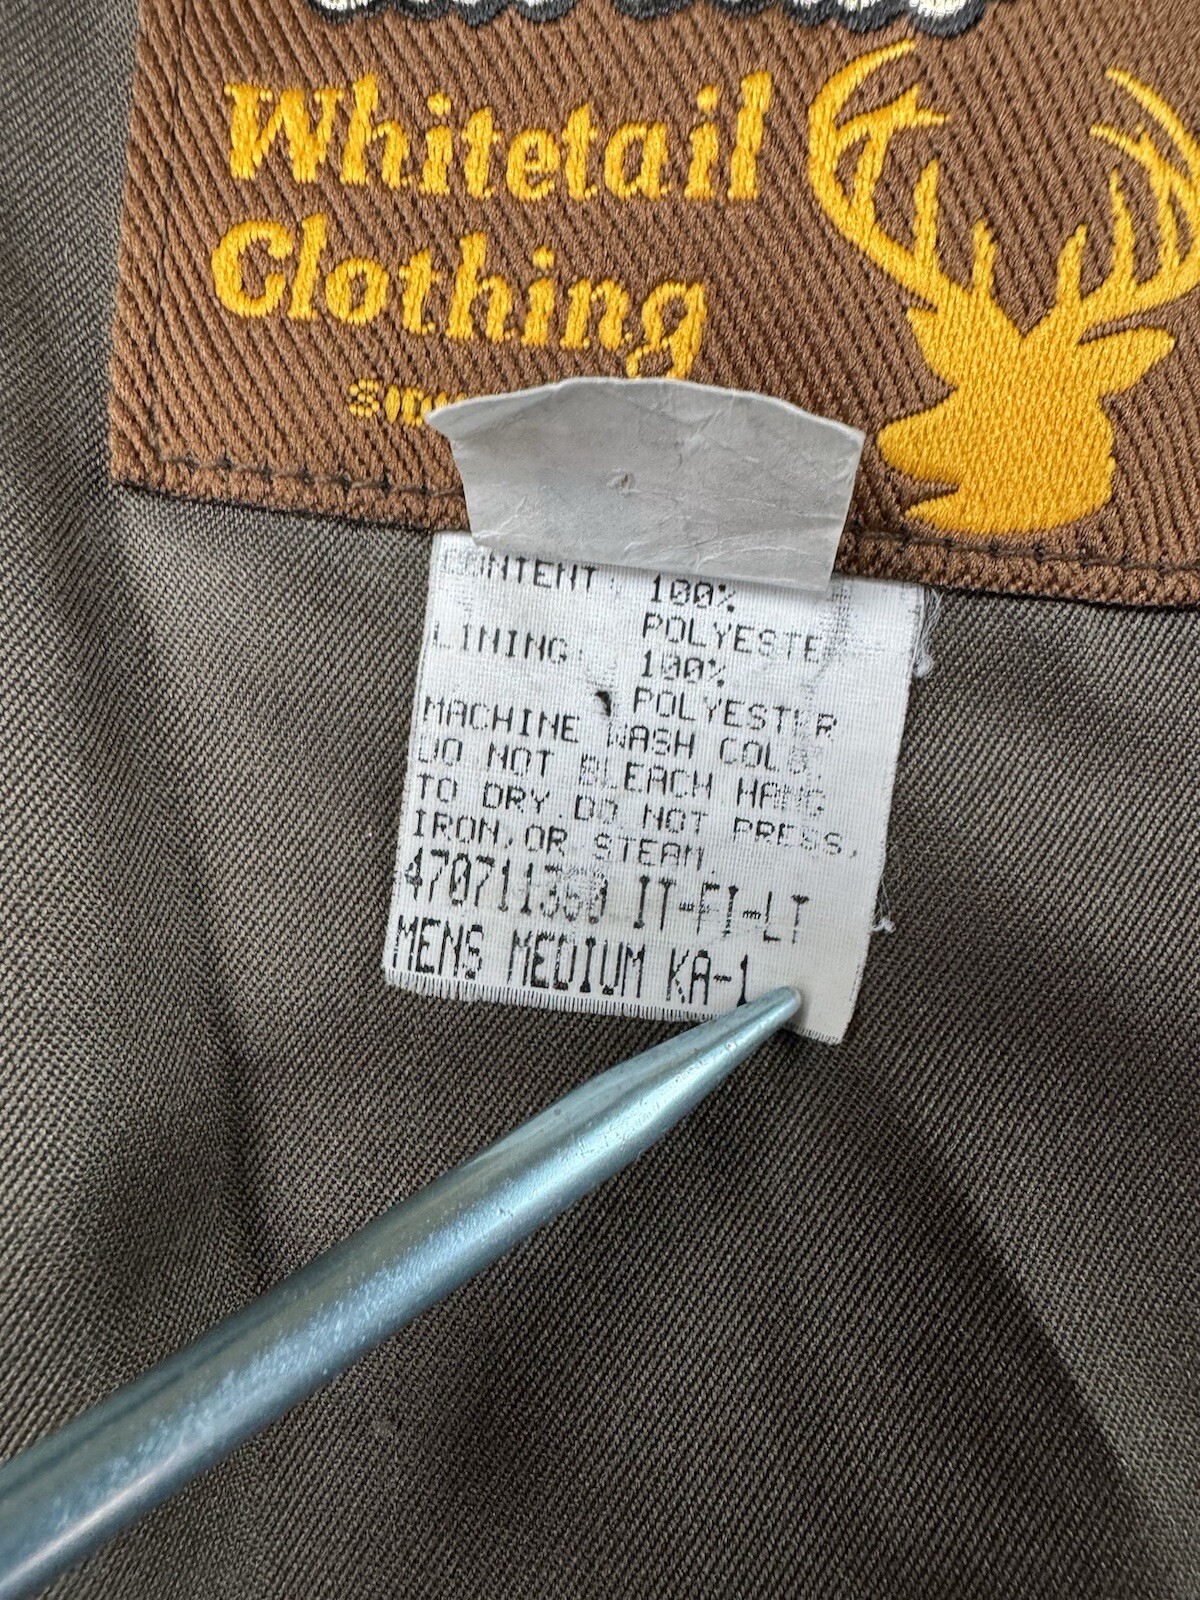 Whitetail
Clothing
CONTENT: 100%
POLYESTER
LINING: 100%
POLYESTER
MACHINE WASH COLD.
DO NOT BLEACH HANG
TO DRY.DO NOT PRESS,
IRON,OR STEAM.
IT-FI-LT
MENS MEDIUM KA-1